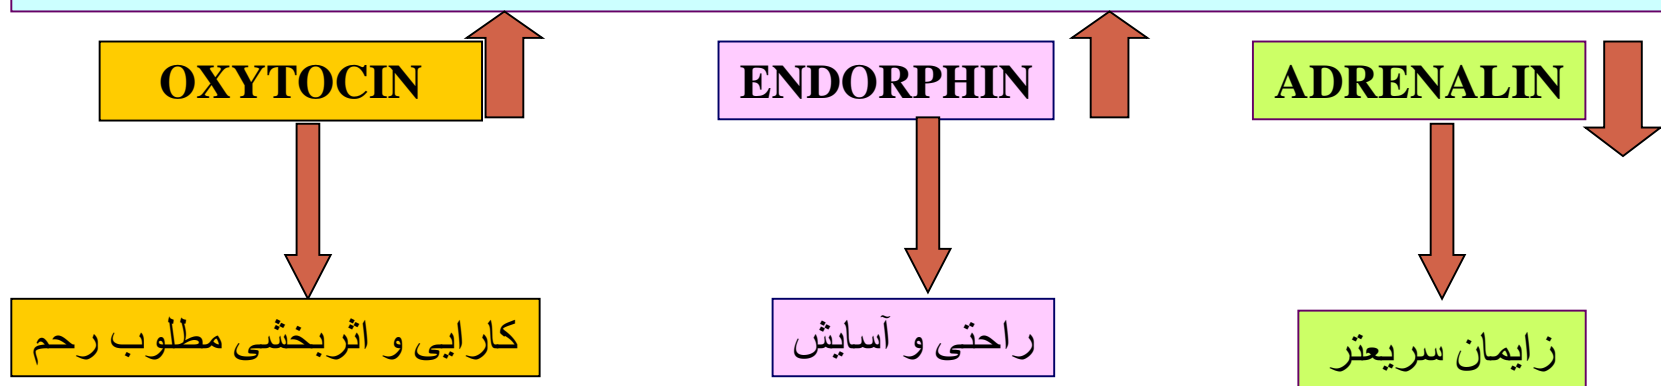 OXYTOCIN
ENDORPHIN
ADRENALIN
کارایی و اثربخشی مطلوب رحم
راحتی و آسایش
زایمان سریعتر